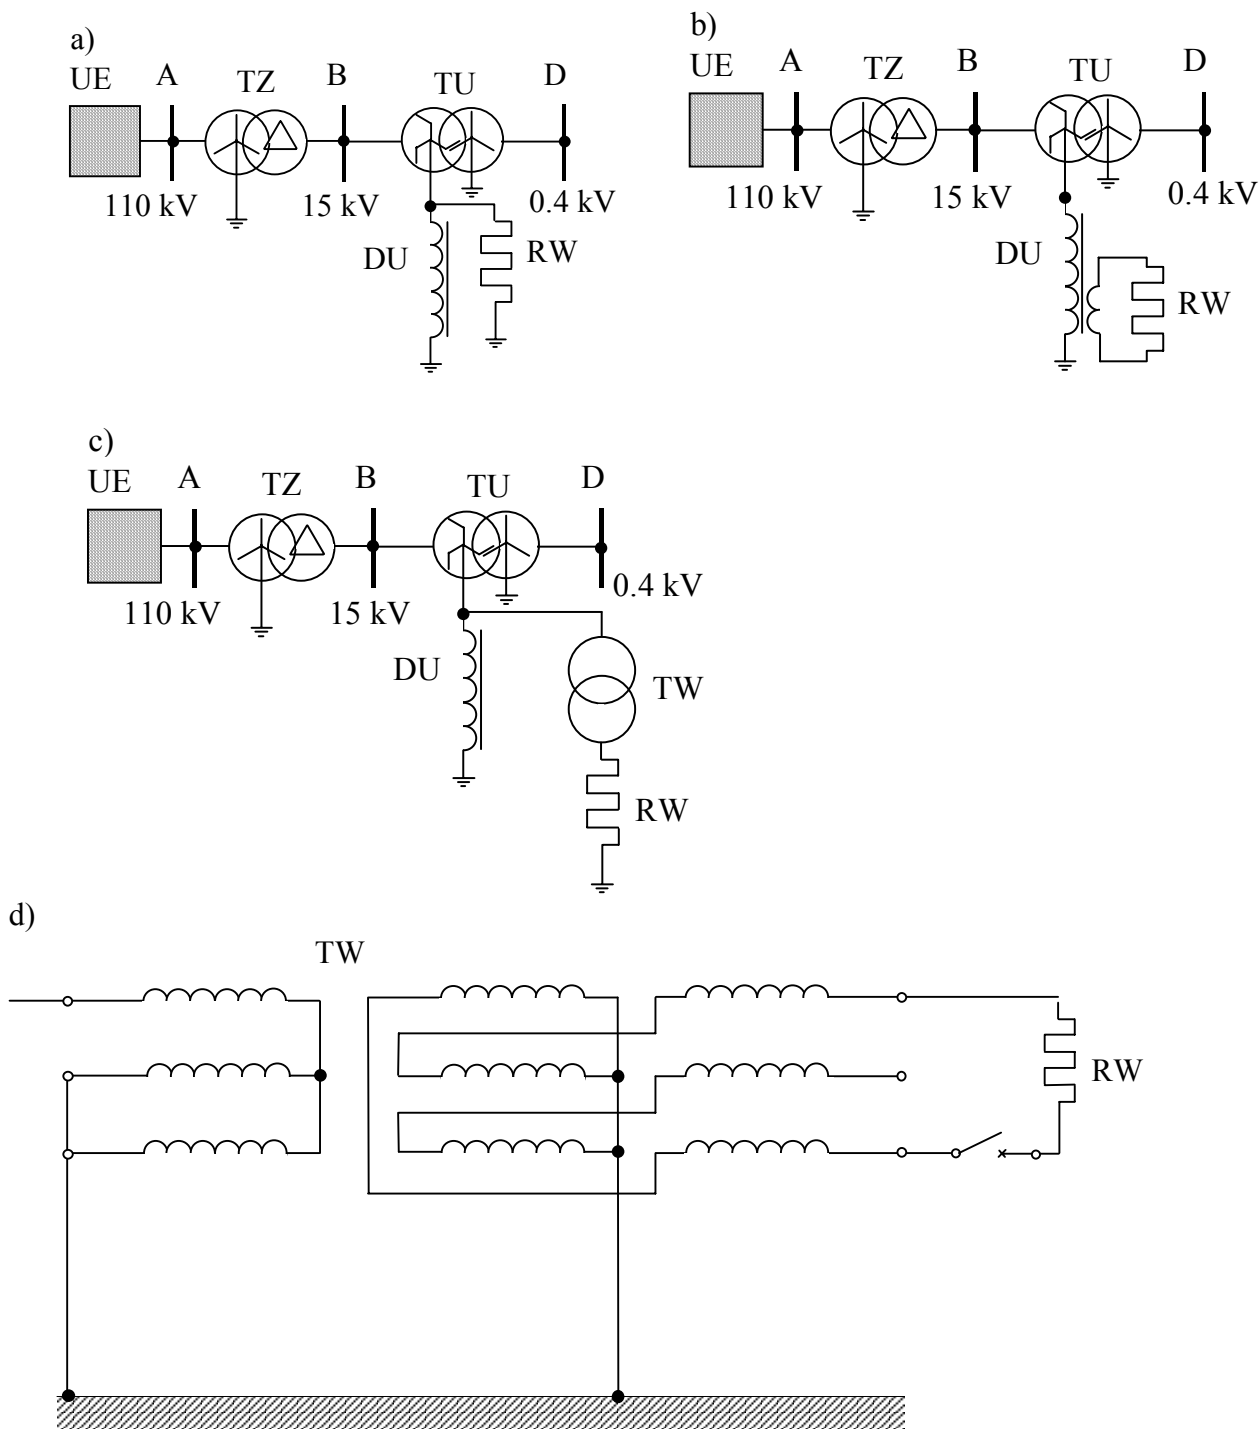 a)
UE A TZ B TU D
110 kV 15 kV 0.4 kV
DU RW
b)
UE A TZ B TU D
110 kV 15 kV 0.4 kV
DU RW
c)
UE A TZ B TU D
110 kV 15 kV 0.4 kV
DU TW
RW
d)
TW
RW